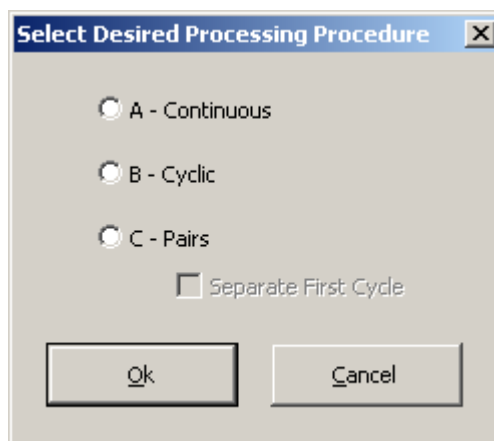 Select Desired Processing Procedure
A - Continuous
B - Cyclic
C - Pairs
Separate First Cycle
Ok
Cancel